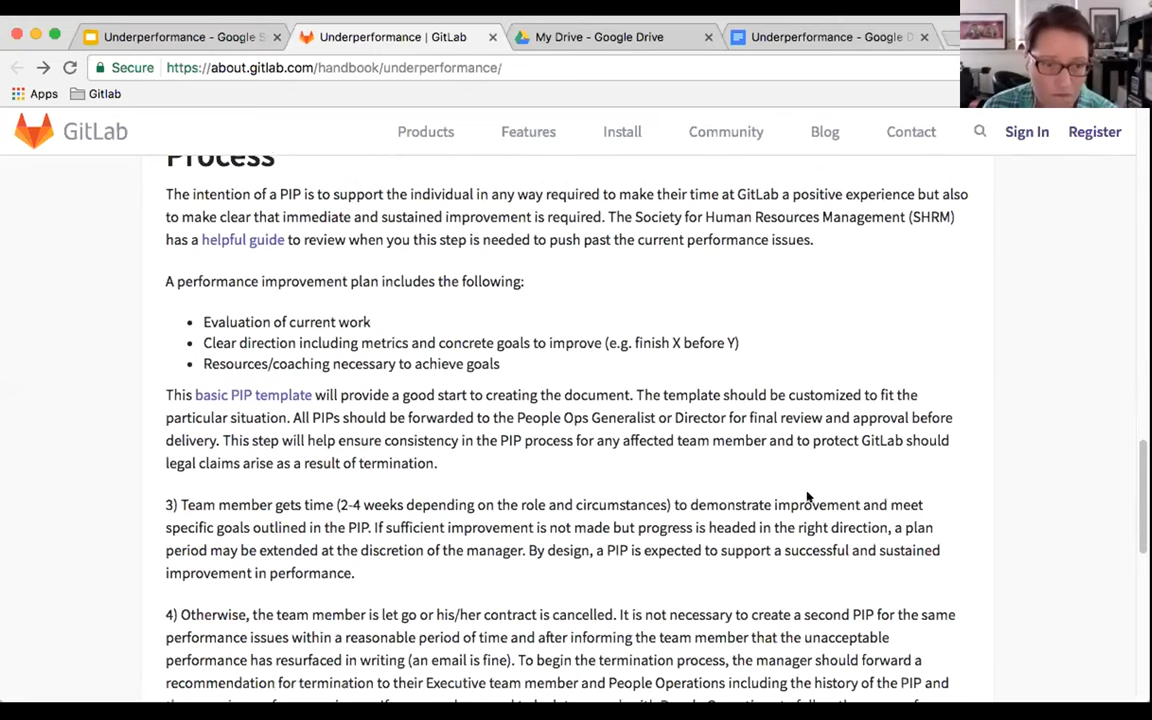 Underperformance - Google S
Underperformance | GitLab
My Drive - Google Drive
Underperformance - Google D
Secure
https://about.gitlab.com/handbook/underperformance/
Apps
Gitlab
GitLab
Products
Features
Install
Community
Blog
Contact
Sign In
Register
Process
The intention of a PIP is to support the individual in any way required to make their time at GitLab a positive experience but also
to make clear that immediate and sustained improvement is required. The Society for Human Resources Management (SHRM)
has a helpful guide to review when you this step is needed to push past the current performance issues.
A performance improvement plan includes the following:
• Evaluation of current work
• Clear direction including metrics and concrete goals to improve (e.g. finish X before Y)
• Resources/coaching necessary to achieve goals
This basic PIP template will provide a good start to creating the document. The template should be customized to fit the
particular situation. All PIPs should be forwarded to the People Ops Generalist or Director for final review and approval before
delivery. This step will help ensure consistency in the PIP process for any affected team member and to protect GitLab should
legal claims arise as a result of termination.
3) Team member gets time (2-4 weeks depending on the role and circumstances) to demonstrate improvement and meet
specific goals outlined in the PIP. If sufficient improvement is not made but progress is headed in the right direction, a plan
period may be extended at the discretion of the manager. By design, a PIP is expected to support a successful and sustained
improvement in performance.
4) Otherwise, the team member is let go or his/her contract is cancelled. It is not necessary to create a second PIP for the same
performance issues within a reasonable period of time and after informing the team member that the unacceptable
performance has resurfaced in writing (an email is fine). To begin the termination process, the manager should forward a
recommendation for termination to their Executive team member and People Operations including the history of the PIP and